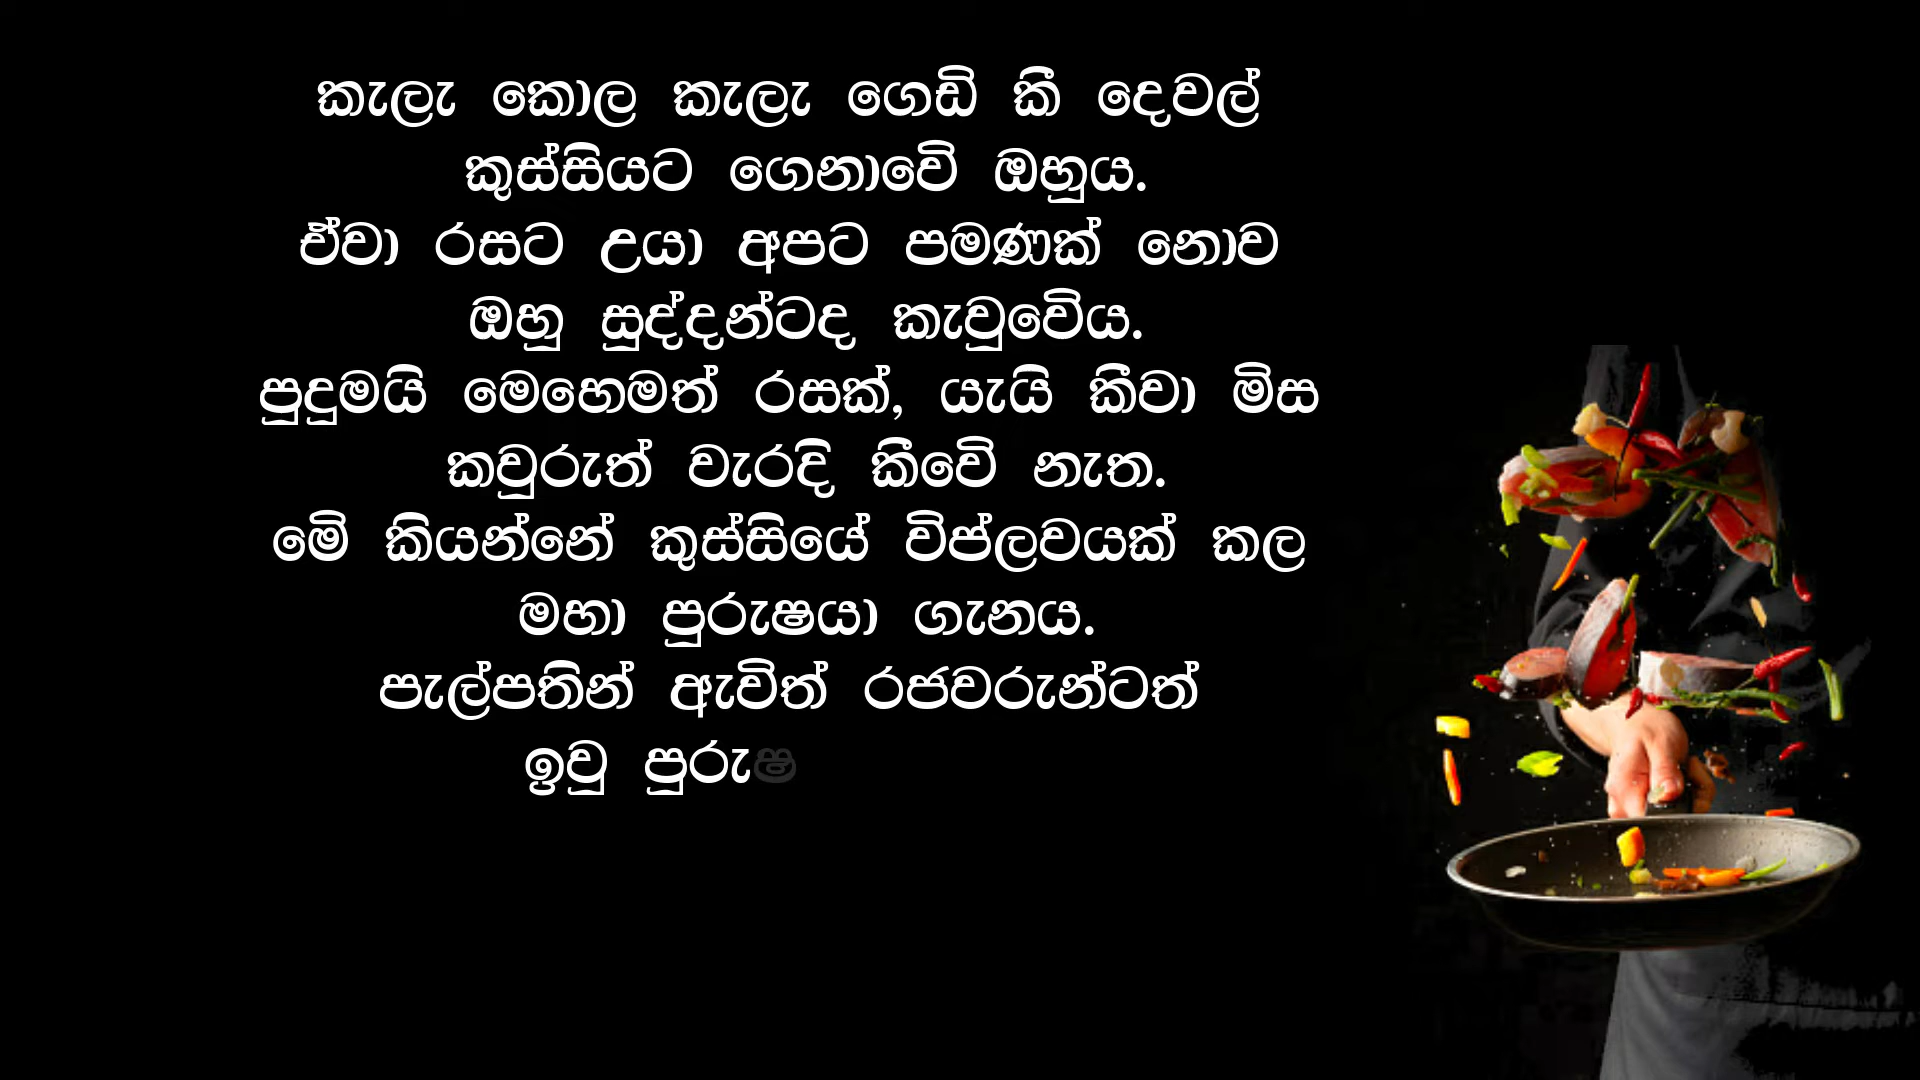 කැලෑ කොල කැලෑ ගෙඩි කී දෙවල්
කුස්සියට ගෙනාවේ ඔහුය.
ඒවා රසට උයා අපට පමණක් නොව
ඔහු සුද්දන්ටද කැවුවේය.
පුදුමයි මෙහෙමත් රසක්, යැයි කීවා මිස
කවුරුත් වැරදි කීවේ නැත.
මේ කියන්නේ කුස්සියේ විප්ලවයක් කල
මහා පුරුෂයා ගැනය.
පැල්පතින් ඇවිත් රජවරුන්ටත්
ඉවු පුරුෂ